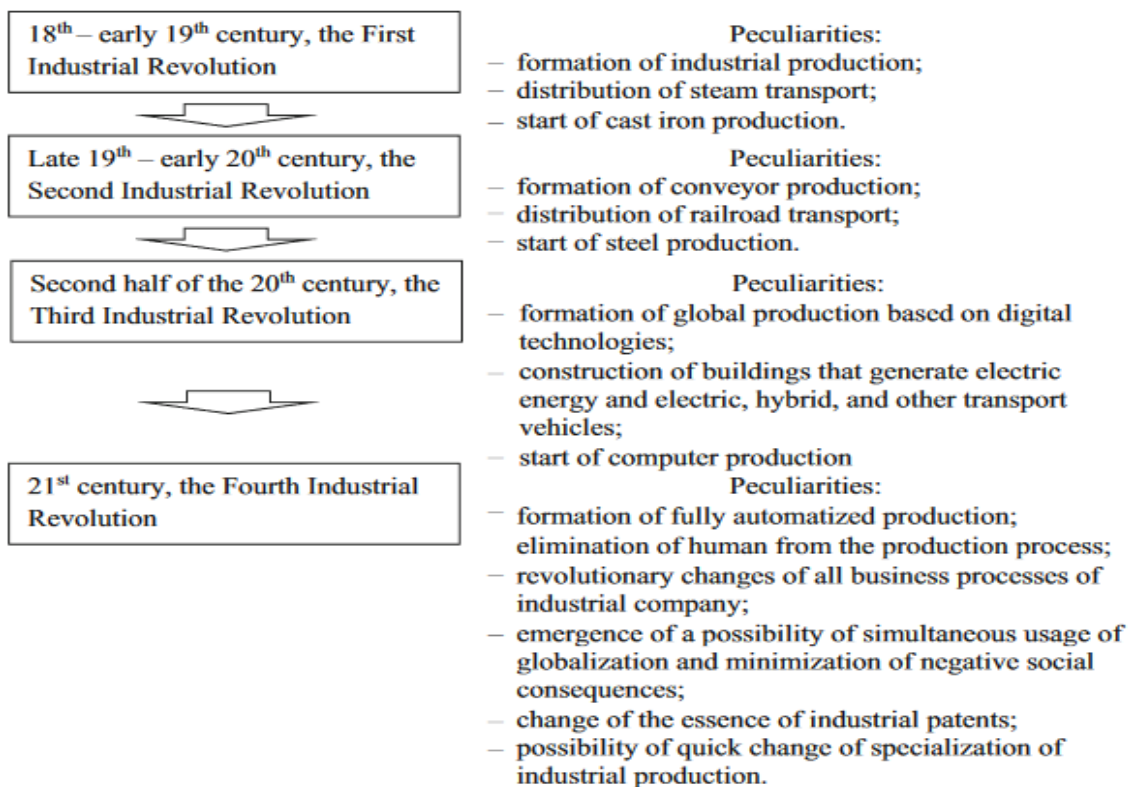 18th – early 19th century, the First
Industrial Revolution
Peculiarities:
– formation of industrial production;
– distribution of steam transport;
– start of cast iron production.
Late 19th – early 20th century, the
Second Industrial Revolution
Peculiarities:
– formation of conveyor production;
– distribution of railroad transport;
– start of steel production.
Second half of the 20th century, the
Third Industrial Revolution
Peculiarities:
– formation of global production based on digital
technologies;
– construction of buildings that generate electric
energy and electric, hybrid, and other transport
vehicles;
– start of computer production
21st century, the Fourth Industrial
Revolution
Peculiarities:
– formation of fully automatized production;
elimination of human from the production process;
– revolutionary changes of all business processes of
industrial company;
– emergence of a possibility of simultaneous usage of
globalization and minimization of negative social
consequences;
– change of the essence of industrial patents;
– possibility of quick change of specialization of
industrial production.